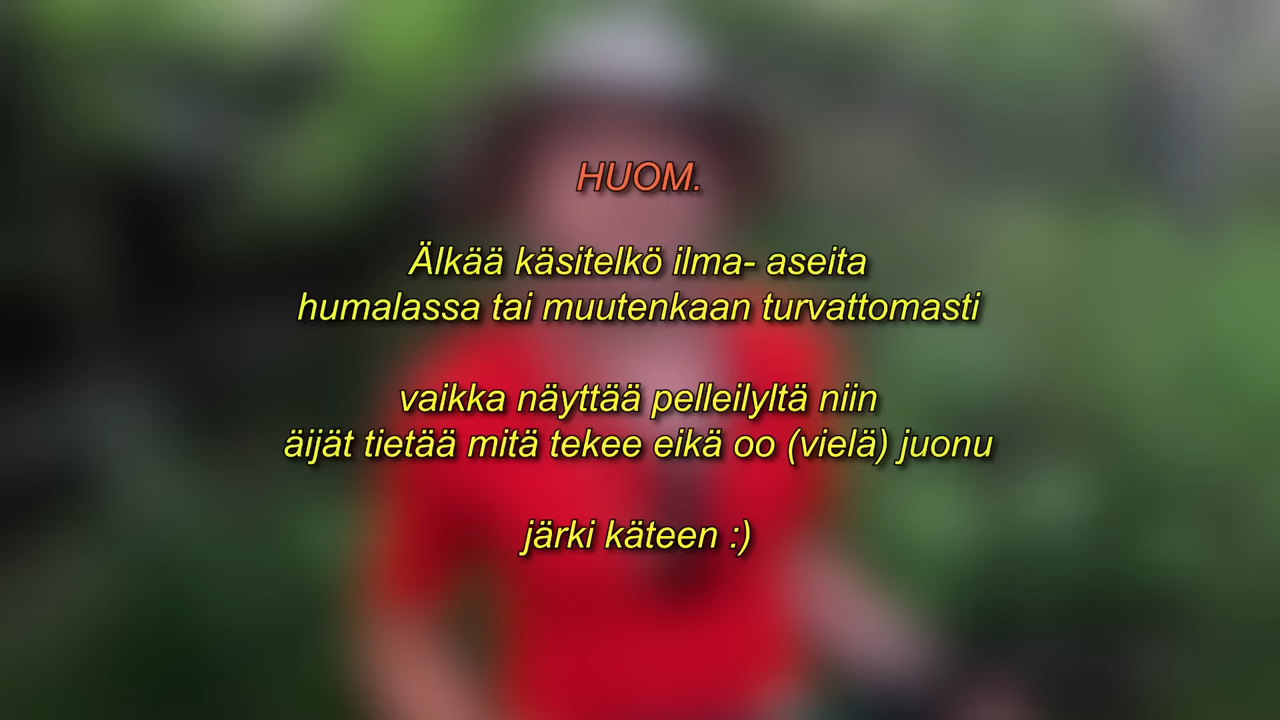 HUOM.
Älkää käsitelkö ilma- aseita
humalassa tai muutenkaan turvattomasti
vaikka näyttää pelleilyltä niin
äijät tietää mitä tekee eikä oo (vielä) juonu
järki käteen :)